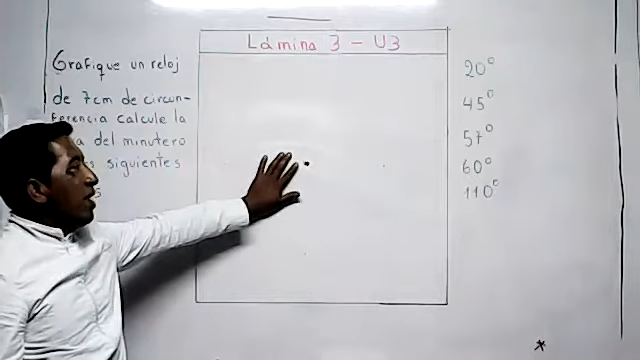 Lámina 3 - U3
Grafique un reloj
de 7cm de circun-
ferencia calcule la
del minutero
siguientes
20°
45°
57°
60°
110°